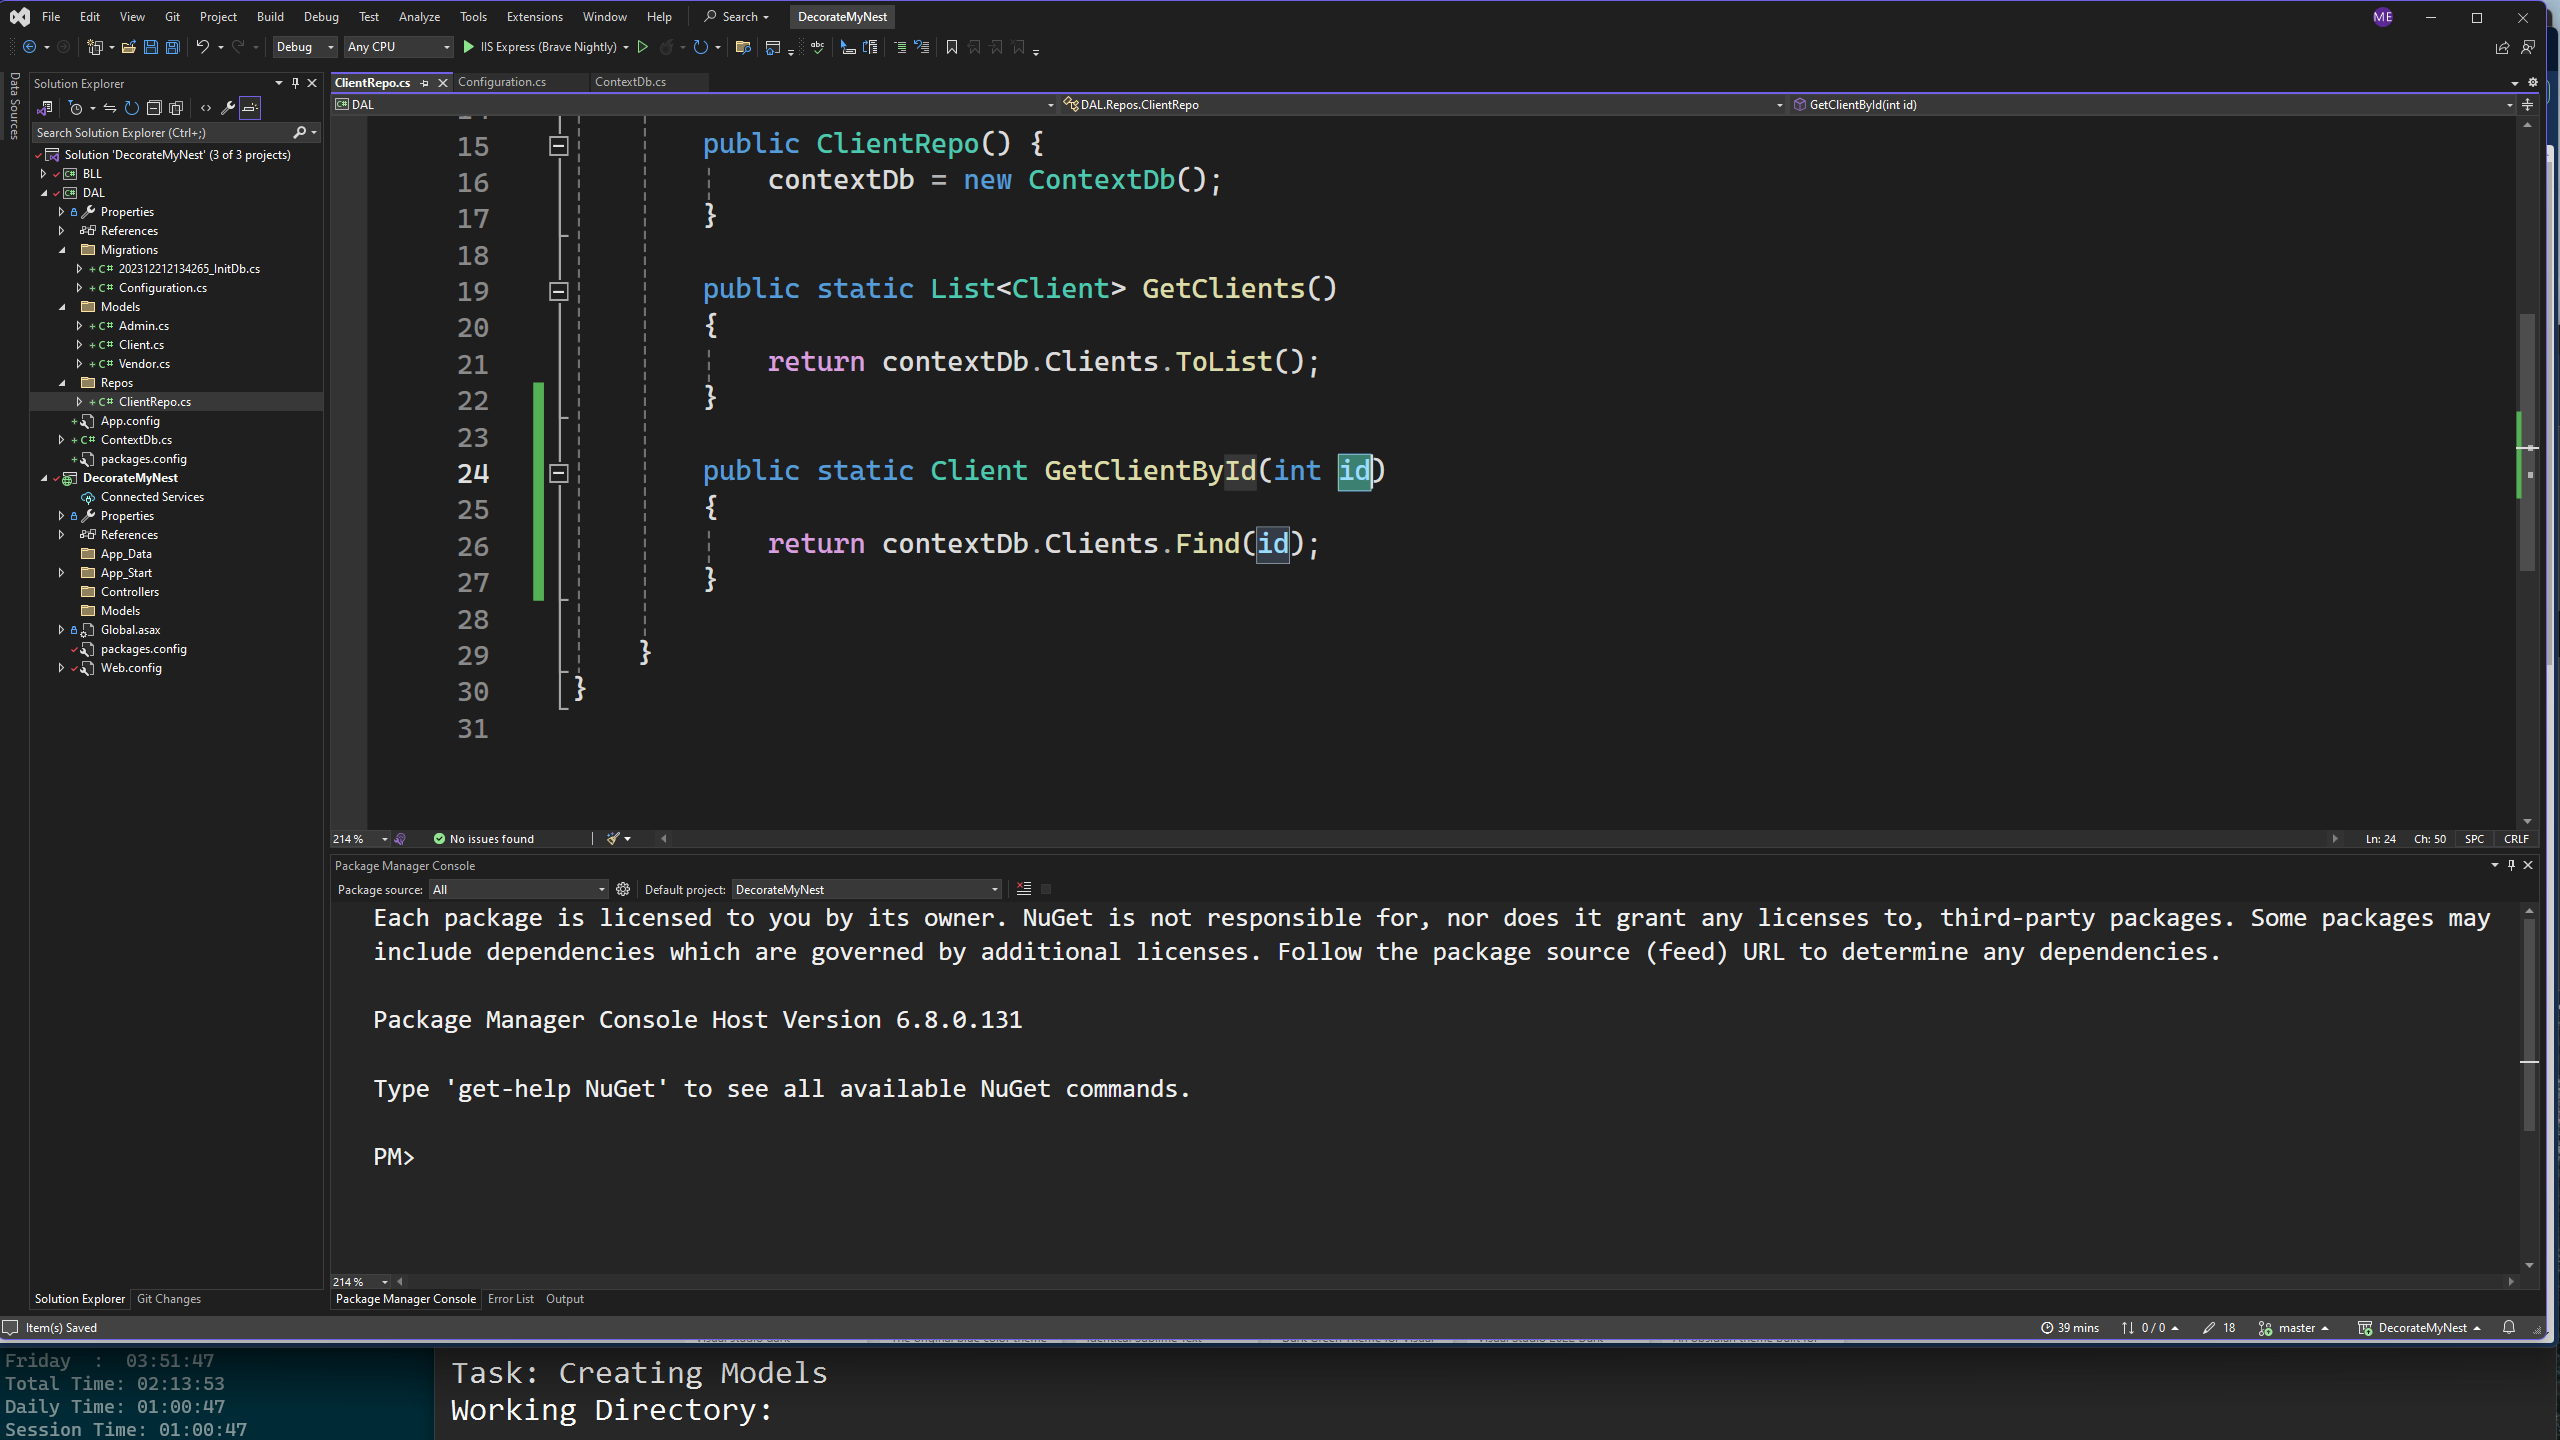 File Edit View Git Project Build Debug Test Analyze Tools Extensions Window Help Search DecorateMyNest ME
Debug Any CPU IIS Express (Brave Nightly)
Data Sources
Solution Explorer
Search Solution Explorer (Ctrl+;)
Solution 'DecorateMyNest' (3 of 3 projects)
BLL
DAL
Properties
References
Migrations
C# 202312212134265_InitDb.cs
C# Configuration.cs
Models
C# Admin.cs
C# Client.cs
C# Vendor.cs
Repos
C# ClientRepo.cs
App.config
C# ContextDb.cs
packages.config
DecorateMyNest
Connected Services
Properties
References
App_Data
App_Start
Controllers
Models
Global.asax
packages.config
Web.config
Solution Explorer Git Changes
ClientRepo.cs Configuration.cs ContextDb.cs
DAL DAL.Repos.ClientRepo GetClientById(int id)
15 public ClientRepo() {
16 contextDb = new ContextDb();
17 }
18
19 public static List<Client> GetClients()
20 {
21 return contextDb.Clients.ToList();
22 }
23
24 public static Client GetClientById(int id)
25 {
26 return contextDb.Clients.Find(id);
27 }
28
29 }
30 }
31
214 % No issues found Ln: 24 Ch: 50 SPC CRLF
Package Manager Console
Package source: All Default project: DecorateMyNest
Each package is licensed to you by its owner. NuGet is not responsible for, nor does it grant any licenses to, third-party packages. Some packages may
include dependencies which are governed by additional licenses. Follow the package source (feed) URL to determine any dependencies.
Package Manager Console Host Version 6.8.0.131
Type 'get-help NuGet' to see all available NuGet commands.
PM>
214 %
Package Manager Console Error List Output
Item(s) Saved 39 mins 0 / 0 18 master DecorateMyNest
Friday : 03:51:47
Total Time: 02:13:53
Daily Time: 01:00:47
Session Time: 01:00:47
Task: Creating Models
Working Directory: